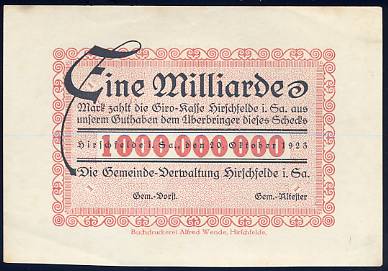 Eine Milliarde
Mark zahlt die Giro-Kasse Hirschfelde i. Sa. aus
unserm Guthaben dem Überbringer dieses Schecks
1000000000
Hirschfelde i. Sa., den 20. Oktober 1923
Die Gemeinde-Verwaltung Hirschfelde i. Sa.
Gem.-Vorst. Gem.-Ältester
Buchdruckerei Alfred Wende, Hirschfelde.